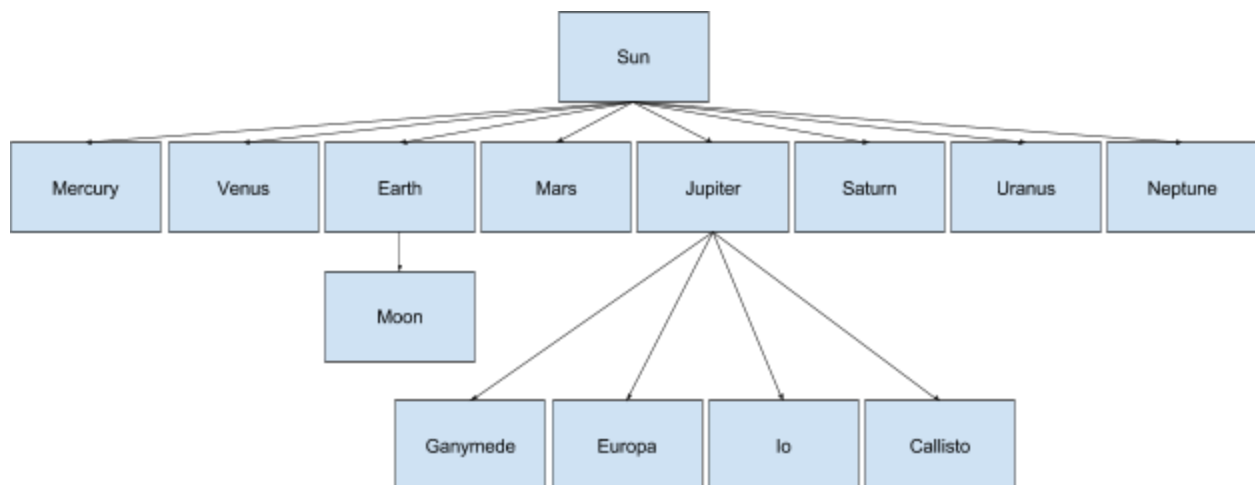 Sun
Mercury
Venus
Earth
Mars
Jupiter
Saturn
Uranus
Neptune
Moon
Ganymede
Europa
Io
Callisto